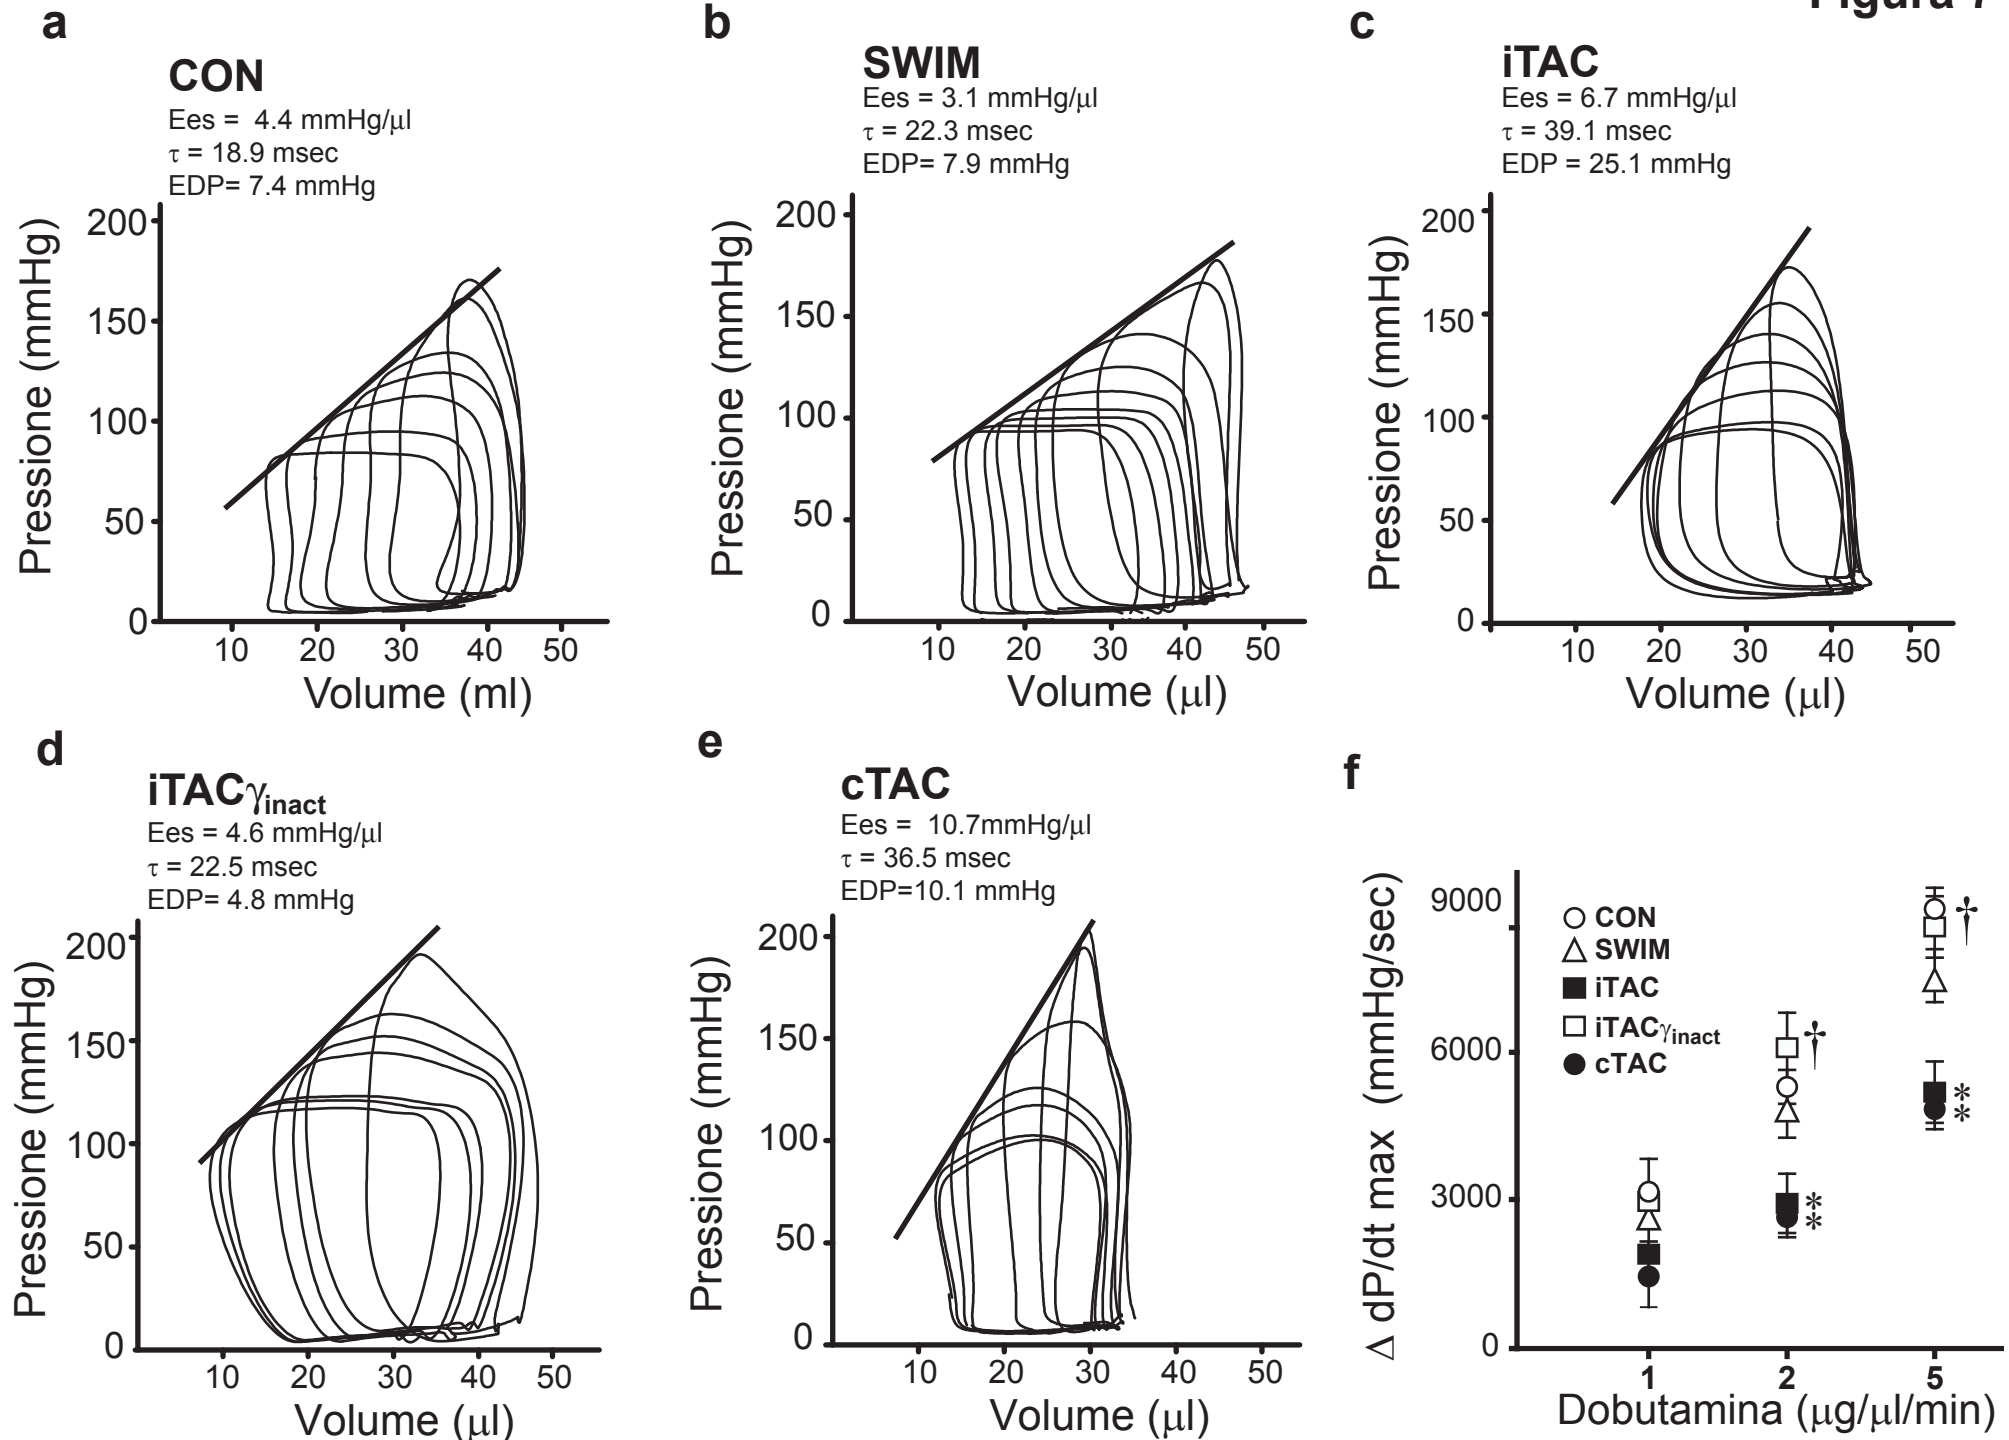 Figura 7
a
CON
Ees = 4.4 mmHg/μl
τ = 18.9 msec
EDP= 7.4 mmHg
Pressione (mmHg)
200
150
100
50
0
10 20 30 40 50
Volume (ml)
b
SWIM
Ees = 3.1 mmHg/μl
τ = 22.3 msec
EDP= 7.9 mmHg
Pressione (mmHg)
200
150
100
50
0
10 20 30 40 50
Volume (μl)
c
iTAC
Ees = 6.7 mmHg/μl
τ = 39.1 msec
EDP = 25.1 mmHg
Pressione (mmHg)
200
150
100
50
0
10 20 30 40 50
Volume (μl)
d
iTACγinact
Ees = 4.6 mmHg/μl
τ = 22.5 msec
EDP= 4.8 mmHg
Pressione (mmHg)
200
150
100
50
0
10 20 30 40 50
Volume (μl)
e
cTAC
Ees = 10.7mmHg/μl
τ = 36.5 msec
EDP=10.1 mmHg
Pressione (mmHg)
200
150
100
50
0
10 20 30 40 50
Volume (μl)
f
Δ dP/dt max (mmHg/sec)
9000
6000
3000
0
CON
SWIM
iTAC
iTACγinact
cTAC
†
†
*
*
*
*
1 2 5
Dobutamina (μg/μl/min)